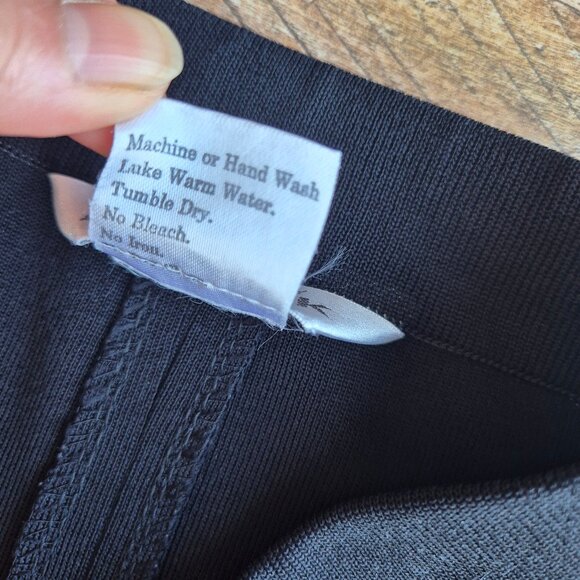 Machine or Hand Wash
Luke Warm Water.
Tumble Dry.
No Bleach.
No Iron.